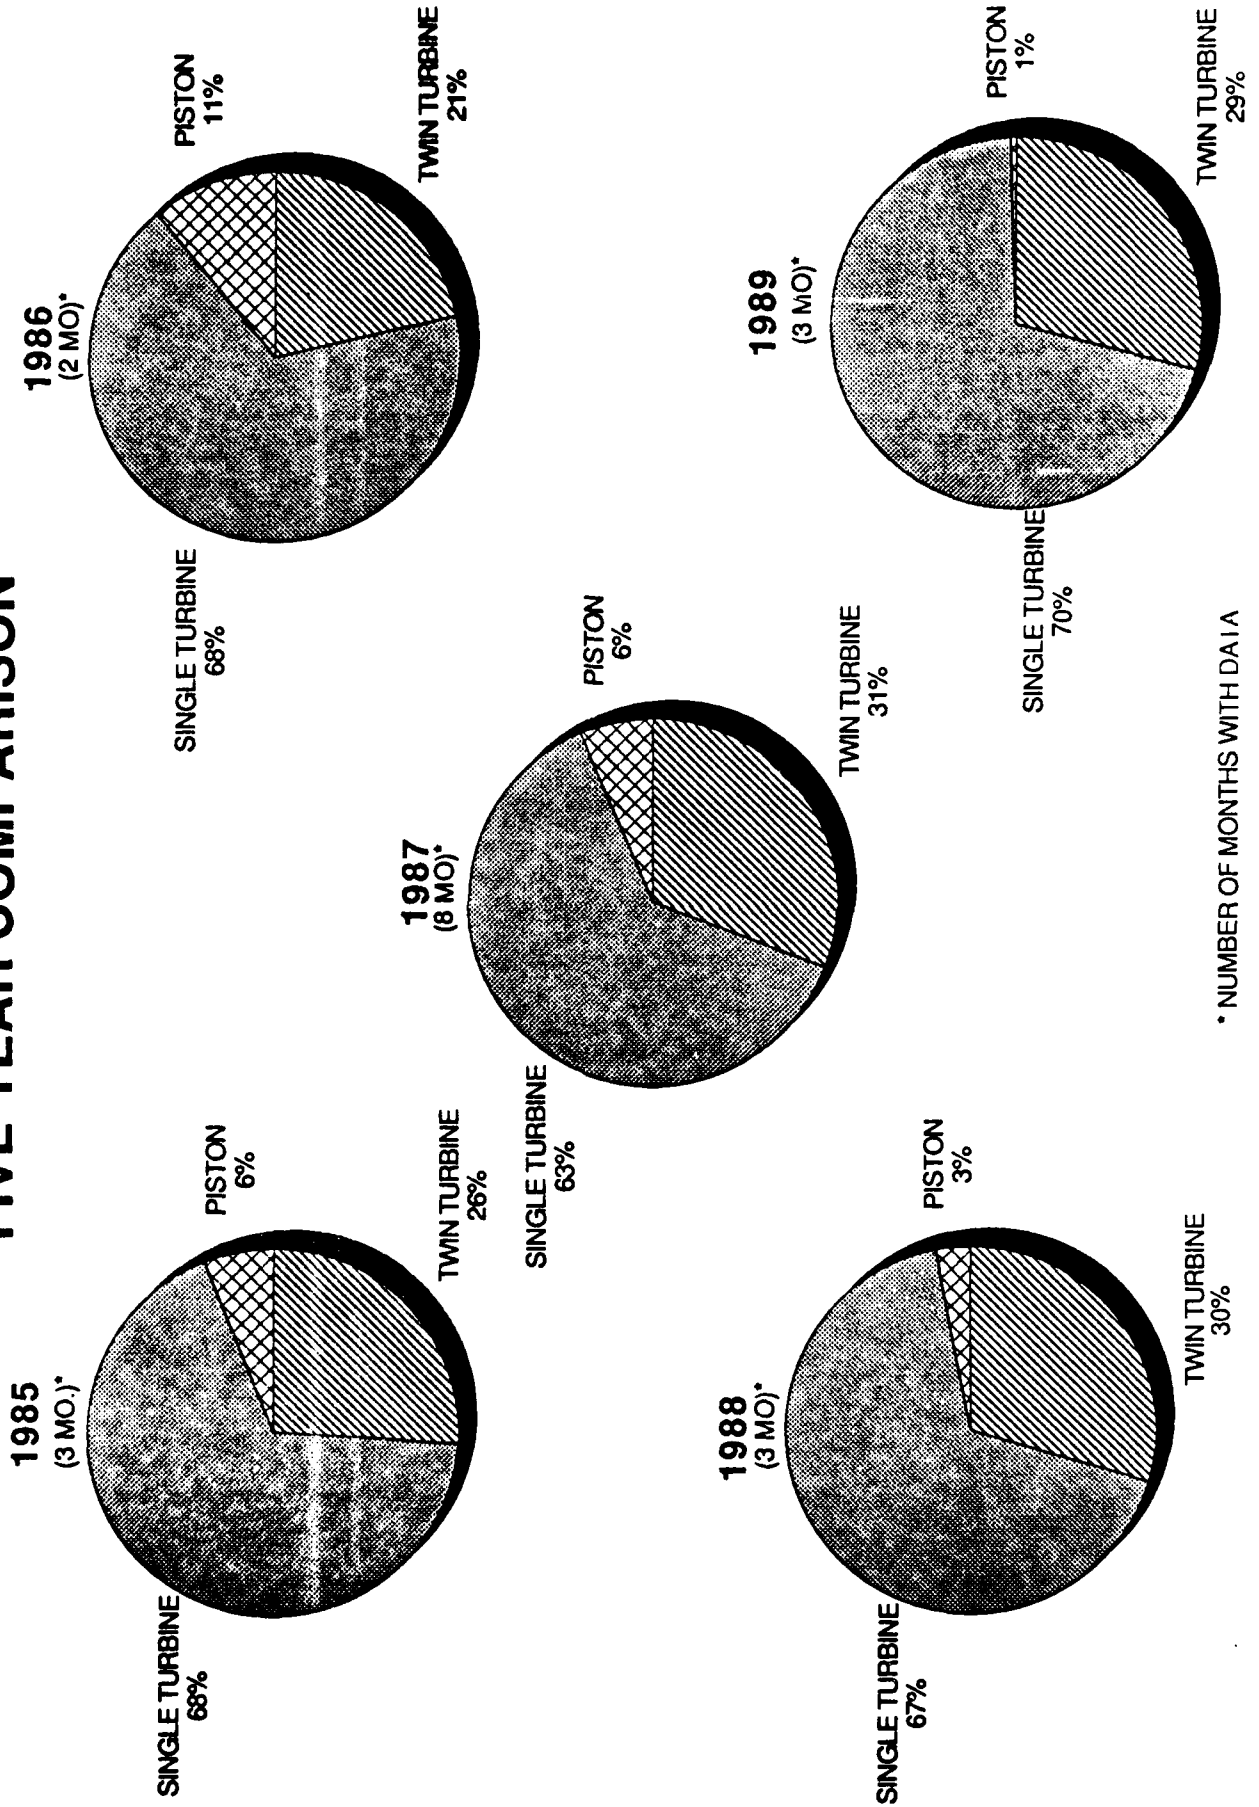 FIVE YEAR COMPARISON
1985
(3 MO.)*
SINGLE TURBINE
68%
PISTON
6%
TWIN TURBINE
26%
1986
(2 MO)*
SINGLE TURBINE
68%
PISTON
11%
TWIN TURBINE
21%
1987
(8 MO)*
SINGLE TURBINE
63%
PISTON
6%
TWIN TURBINE
31%
1988
(3 MO)*
SINGLE TURBINE
67%
PISTON
3%
TWIN TURBINE
30%
1989
(3 MO)*
SINGLE TURBINE
70%
PISTON
1%
TWIN TURBINE
29%
* NUMBER OF MONTHS WITH DATA